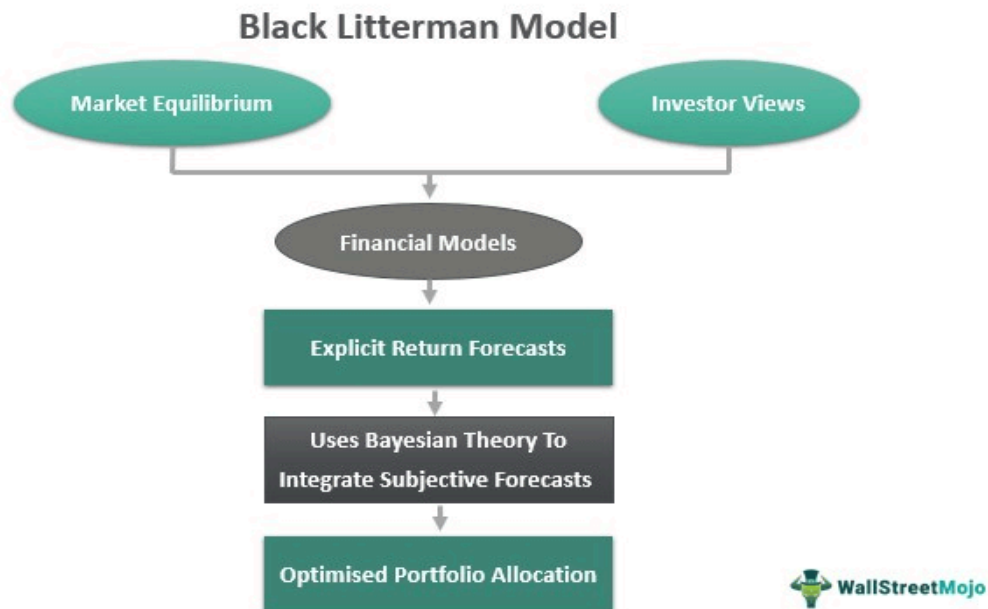 Black Litterman Model
Market Equilibrium
Investor Views
Financial Models
Explicit Return Forecasts
Uses Bayesian Theory To
Integrate Subjective Forecasts
Optimised Portfolio Allocation
WallStreetMojo